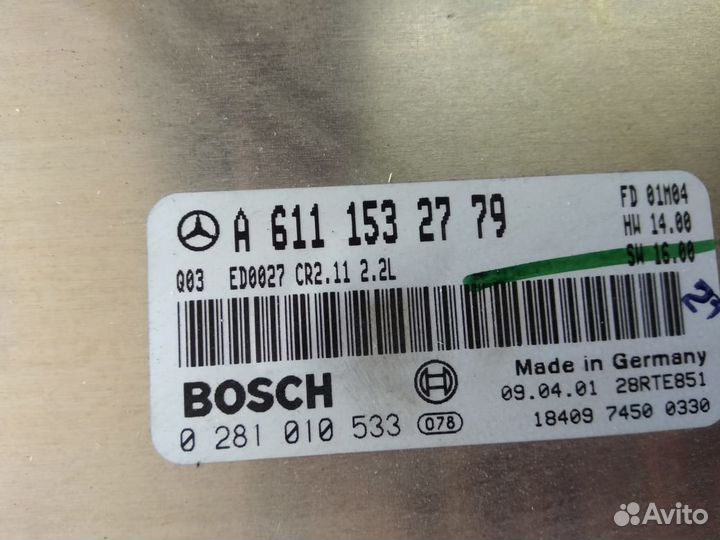 A 611 153 27 79
FD 01M04
HW 14.00
SW 16.00
Q03 ED0027 CR2.11 2.2L
BOSCH
Made in Germany
09.04.01 28RTE851
0 281 010 533 078
18409 7450 0330
Avito